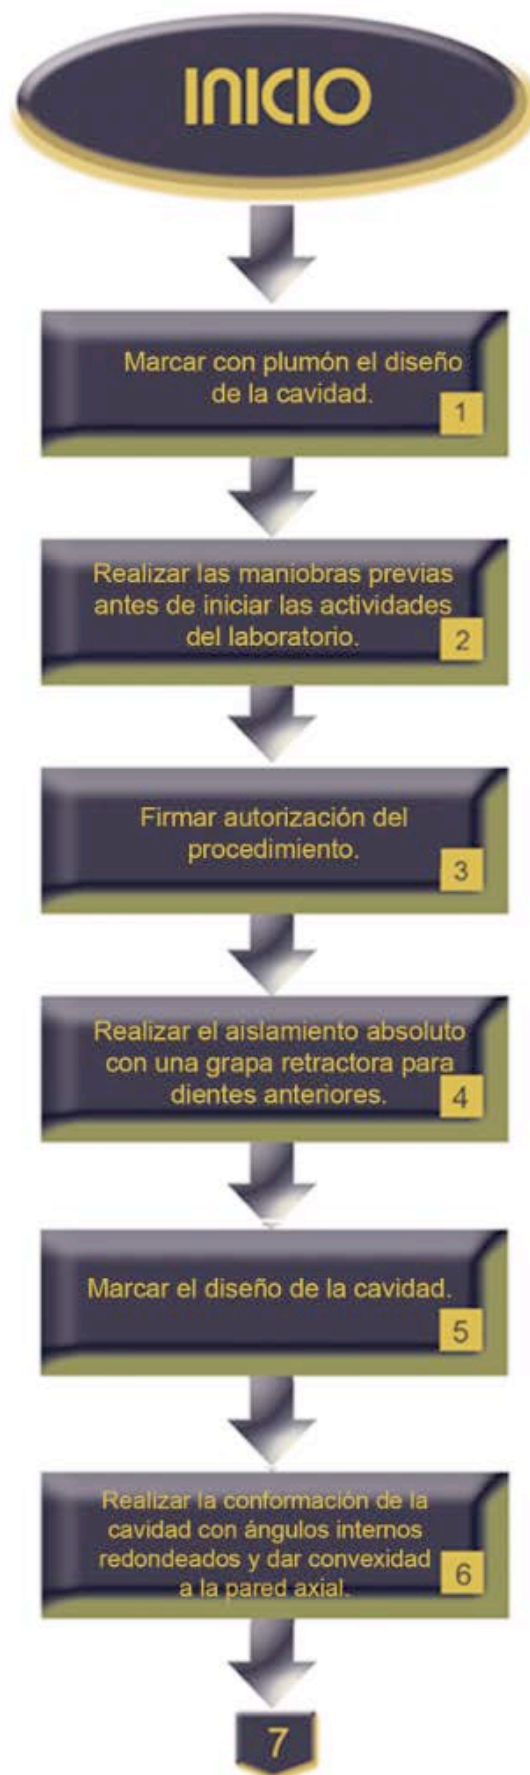 INICIO
Marcar con plumón el diseño
de la cavidad.
1
Realizar las maniobras previas
antes de iniciar las actividades
del laboratorio.
2
Firmar autorización del
procedimiento.
3
Realizar el aislamiento absoluto
con una grapa retractora para
dientes anteriores.
4
Marcar el diseño de la cavidad.
5
Realizar la conformación de la
cavidad con ángulos internos
redondeados y dar convexidad
a la pared axial.
6
7